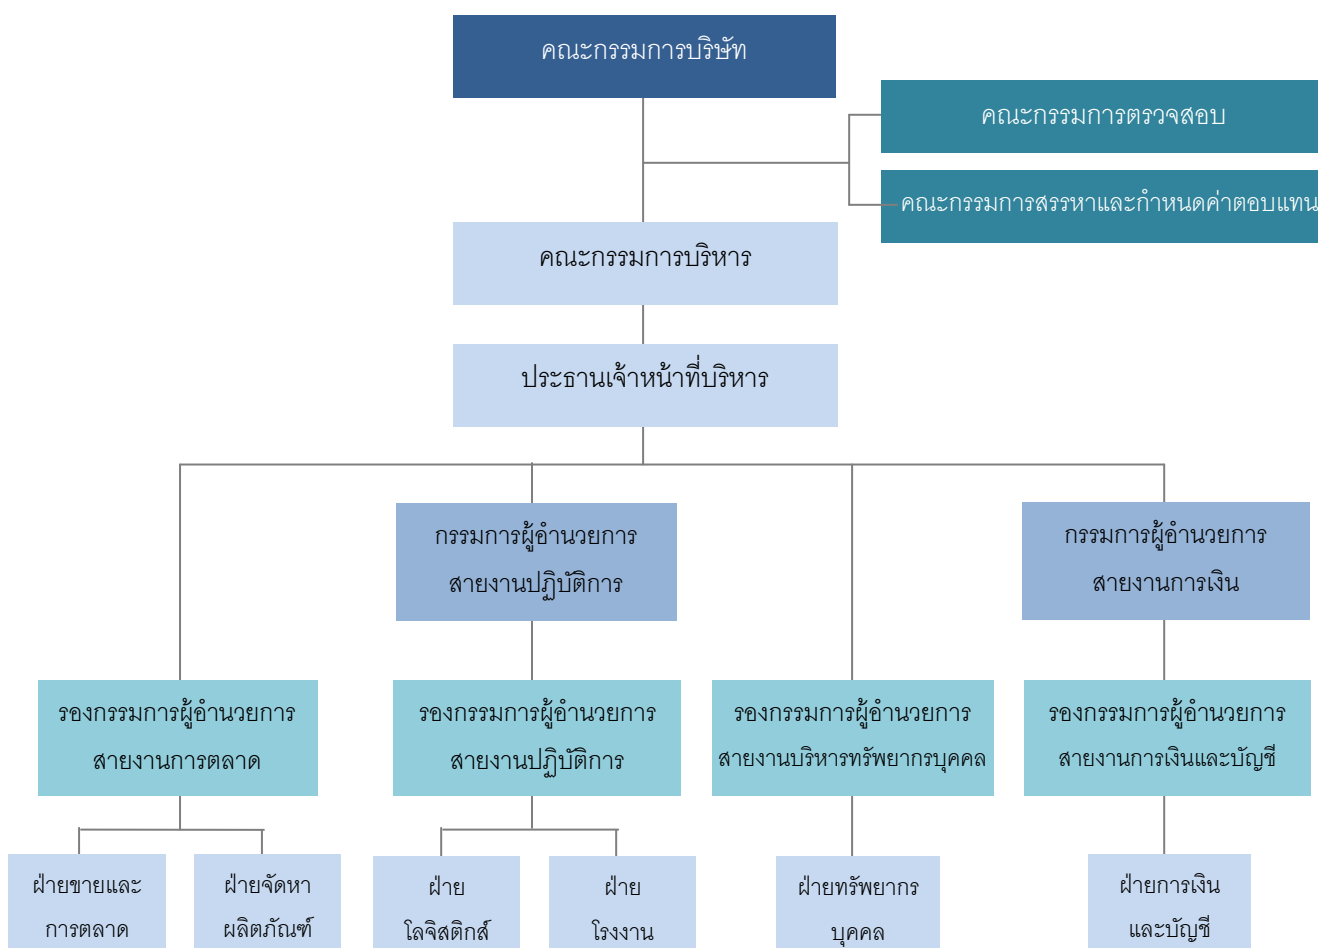 คณะกรรมการบริษัท
คณะกรรมการตรวจสอบ
คณะกรรมการสรรหาและกำหนดค่าตอบแทน
คณะกรรมการบริหาร
ประธานเจ้าหน้าที่บริหาร
กรรมการผู้อำนวยการ
สายงานปฏิบัติการ
กรรมการผู้อำนวยการ
สายงานการเงิน
รองกรรมการผู้อำนวยการ
สายงานการตลาด
รองกรรมการผู้อำนวยการ
สายงานปฏิบัติการ
รองกรรมการผู้อำนวยการ
สายงานบริหารทรัพยากรบุคคล
รองกรรมการผู้อำนวยการ
สายงานการเงินและบัญชี
ฝ่ายขายและ
การตลาด
ฝ่ายจัดหา
ผลิตภัณฑ์
ฝ่าย
โลจิสติกส์
ฝ่าย
โรงงาน
ฝ่ายทรัพยากร
บุคคล
ฝ่ายการเงิน
และบัญชี